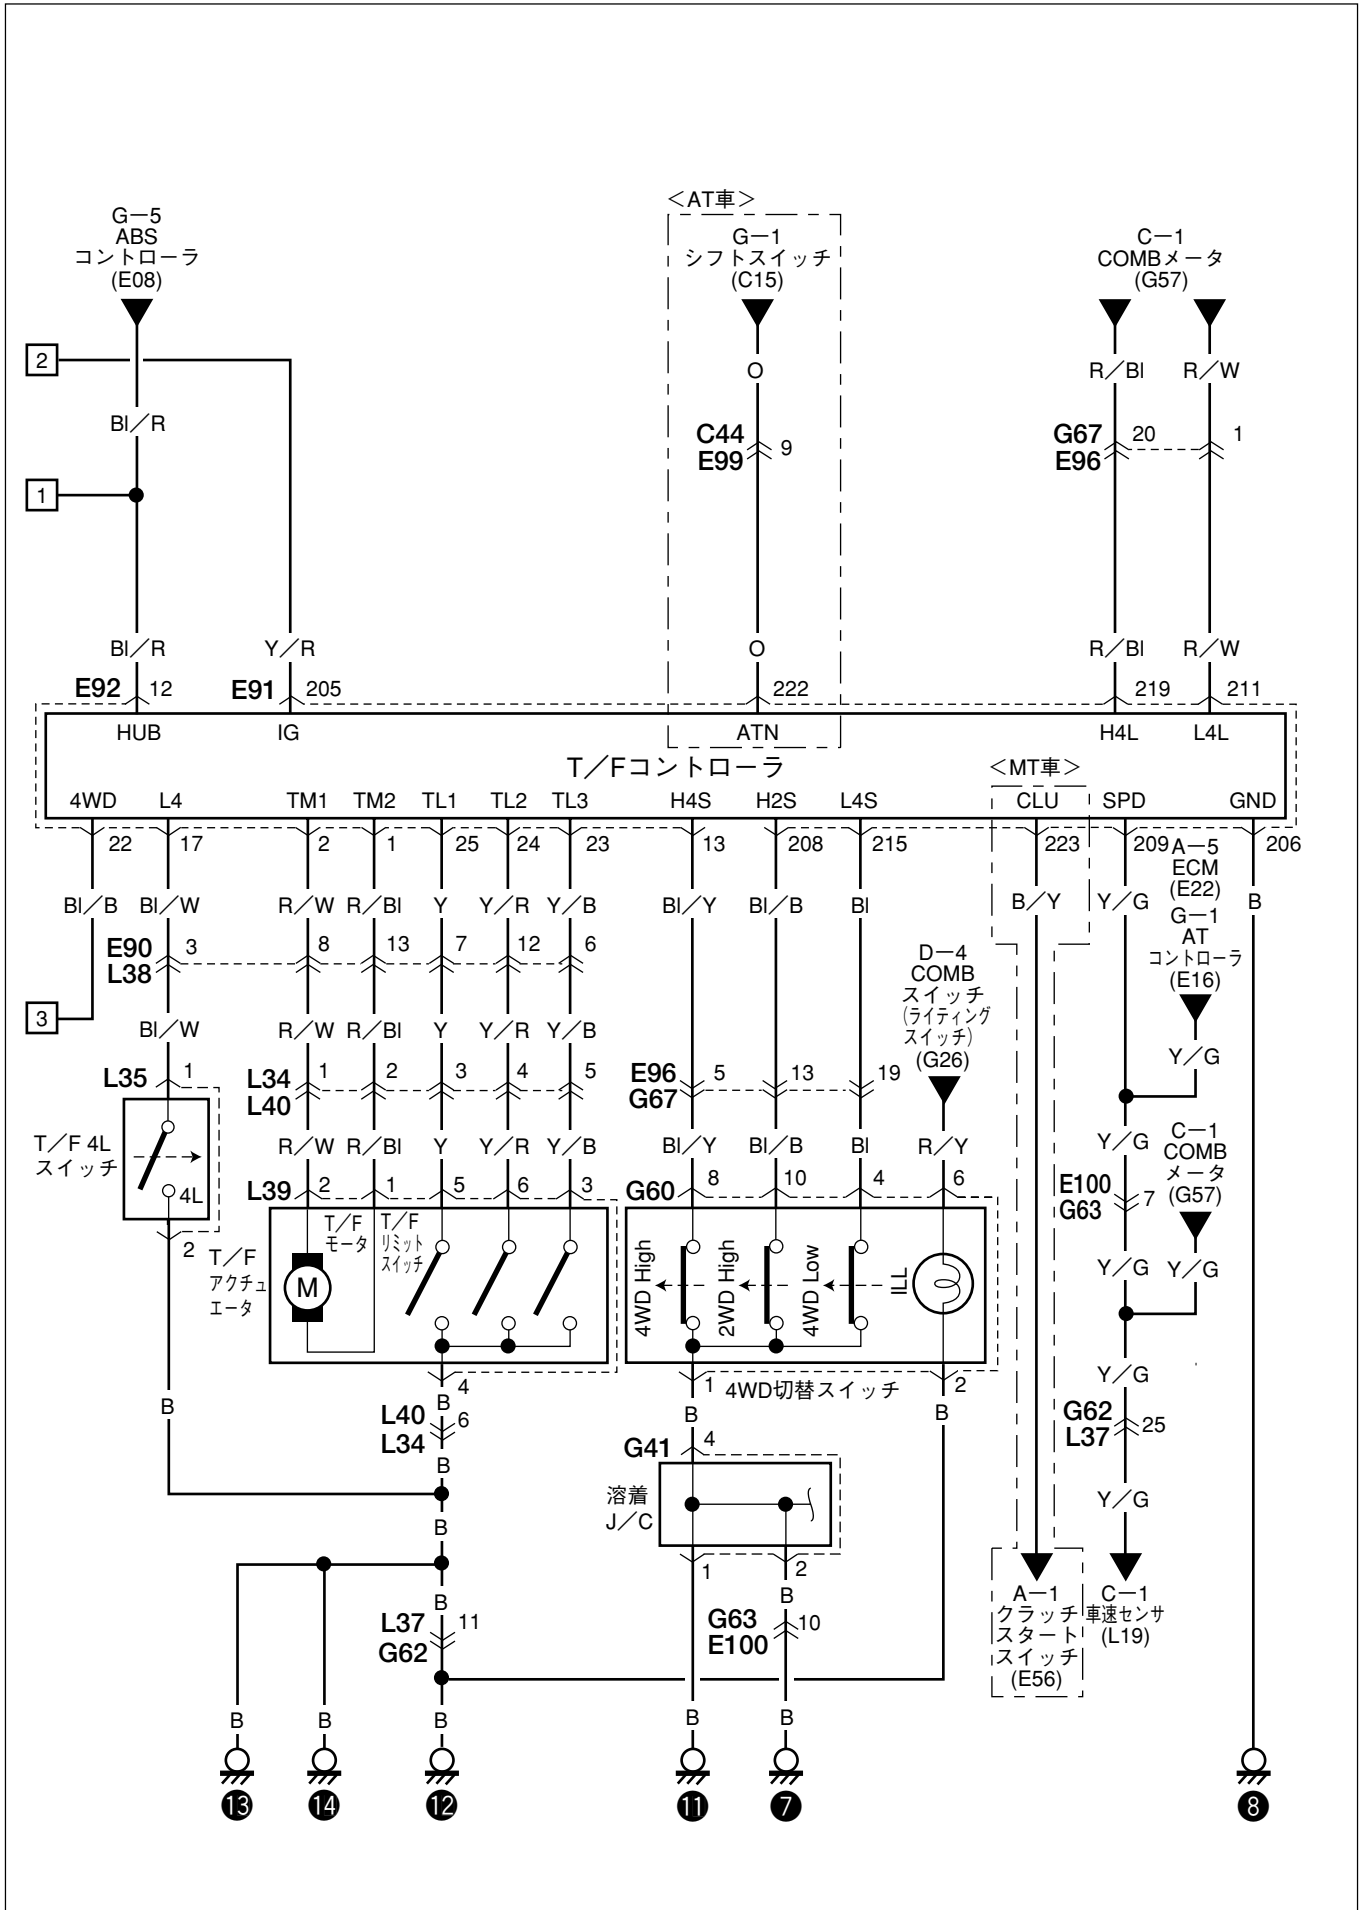 <AT車>
G−5
ABS
コントローラ
(E08)
G−1
シフトスイッチ
(C15)
C−1
COMBメータ
(G57)
2
O
R/Bl
R/W
Bl/R
C44
E99
9
G67
E96
20
1
1
Bl/R
Y/R
O
R/Bl
R/W
E92
12
E91
205
222
219
211
HUB
IG
ATN
H4L
L4L
T/Fコントローラ
<MT車>
4WD
L4
TM1
TM2
TL1
TL2
TL3
H4S
H2S
L4S
CLU
SPD
GND
22
17
2
1
25
24
23
13
208
215
223
209
206
A−5
ECM
(E22)
Bl/B
Bl/W
R/W
R/Bl
Y
Y/R
Y/B
Bl/Y
Bl/B
Bl
B/Y
Y/G
B
G−1
AT
コントローラ
(E16)
E90
L38
3
8
13
7
12
6
D−4
COMB
スイッチ
(ライティング
スイッチ)
(G26)
3
Bl/W
R/W
R/Bl
Y
Y/R
Y/B
Y/G
L35
1
L34
L40
1
2
3
4
5
E96
G67
5
13
19
T/F 4L
スイッチ
4L
2
R/W
R/Bl
Y
Y/R
Y/B
Bl/Y
Bl/B
Bl
R/Y
Y/G
C−1
COMB
メータ
(G57)
L39
2
1
5
6
3
G60
8
10
4
6
E100
G63
7
T/F
アクチュ
エータ
M
T/F
モータ
T/F
リミット
スイッチ
4WD High
2WD High
4WD Low
ILL
Y/G
Y/G
4
1
4WD切替スイッチ
2
Y/G
B
B
L40
L34
6
B
B
B
G62
L37
25
G41
4
溶着
J/C
Y/G
B
1
2
B
L37
G62
11
B
G63
E100
10
A−1
クラッチ
スタート
スイッチ
(E56)
C−1
車速センサ
(L19)
B
B
B
B
B
13
14
12
11
7
8